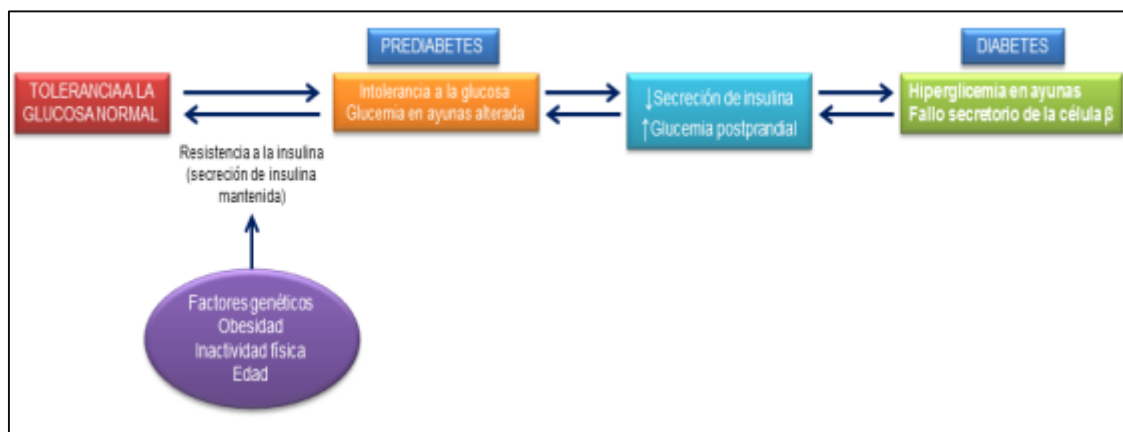 PREDIABETES
DIABETES
TOLERANCIA A LA
GLUCOSA NORMAL
Intolerancia a la glucosa
Glucemia en ayunas alterada
↓Secreción de insulina
↑Glucemia postprandial
Hiperglicemia en ayunas
Fallo secretorio de la célula β
Resistencia a la insulina
(secreción de insulina
mantenida)
Factores genéticos
Obesidad
Inactividad física
Edad